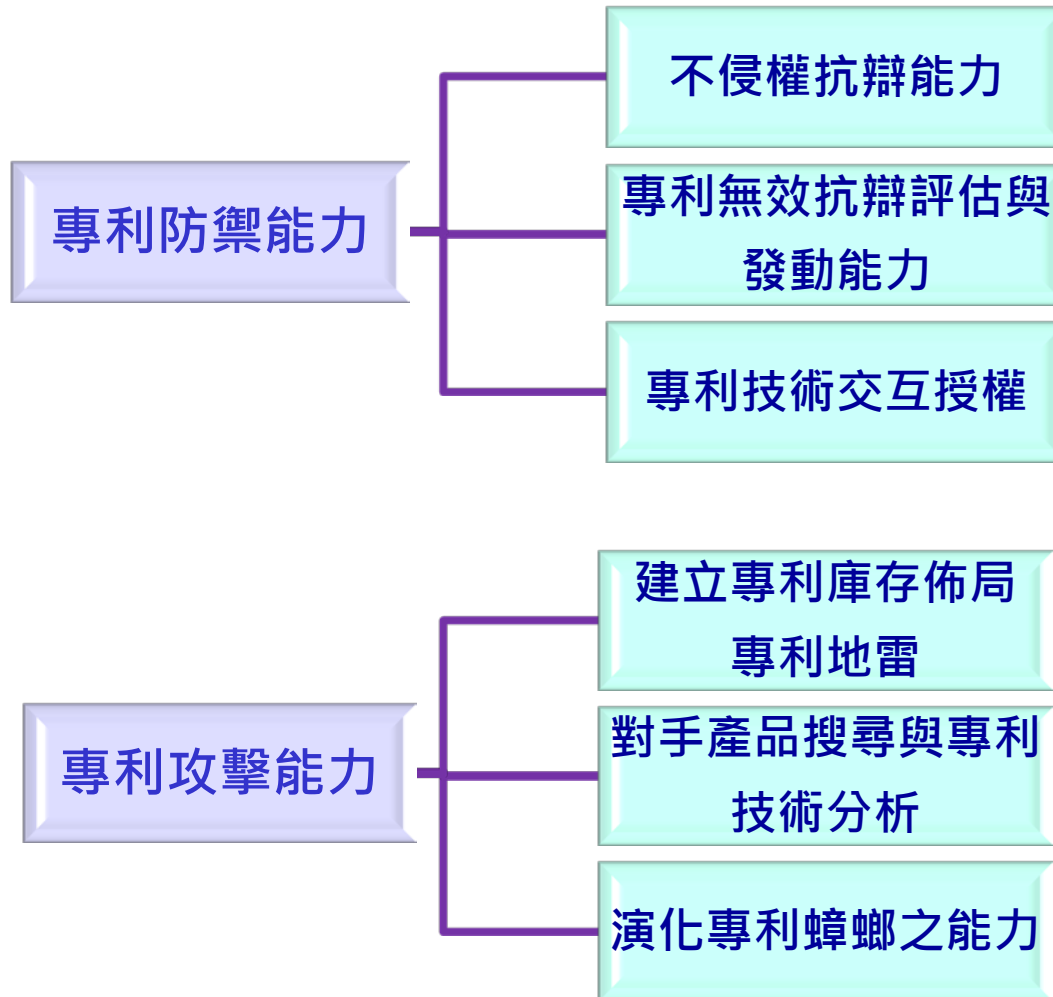 不侵權抗辯能力
專利防禦能力
專利無效抗辯評估與
發動能力
專利技術交互授權
建立專利庫存佈局
專利地雷
專利攻擊能力
對手產品搜尋與專利
技術分析
演化專利蟑螂之能力